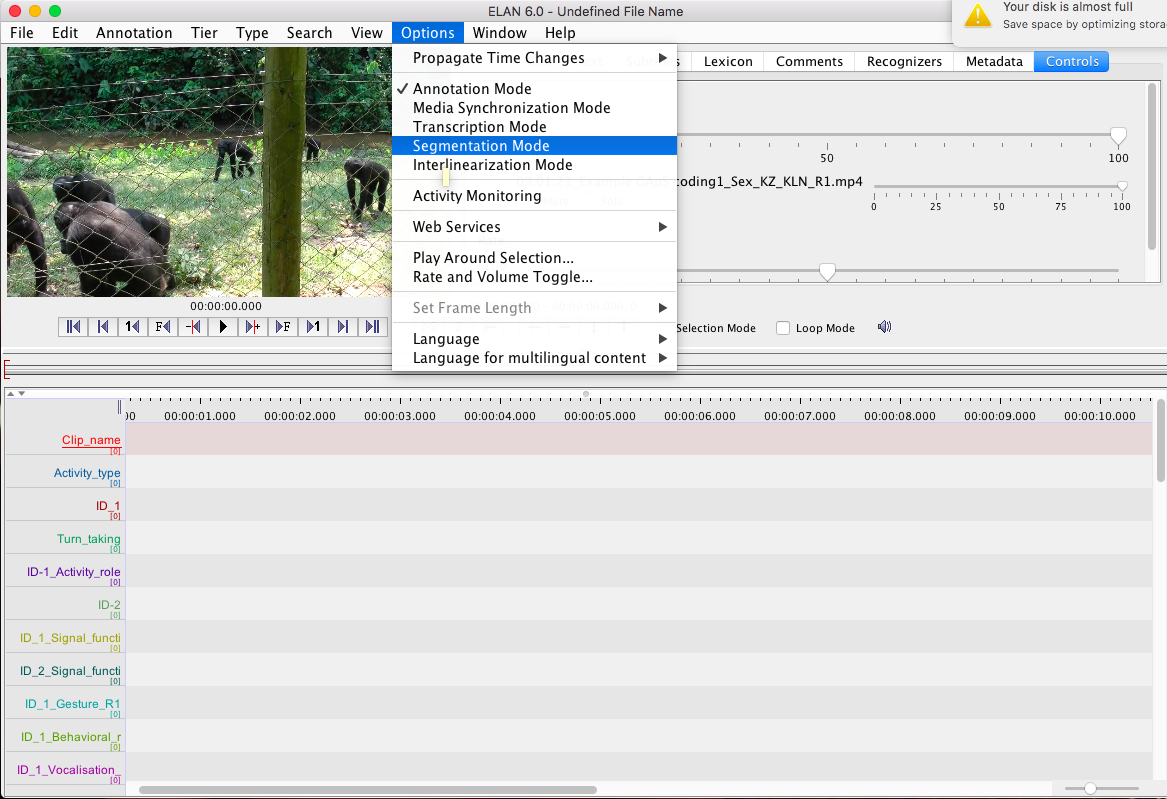 ELAN 6.0 - Undefined File Name
Your disk is almost full
Save space by optimizing stora
File Edit Annotation Tier Type Search View Options Window Help
Propagate Time Changes
Annotation Mode
Media Synchronization Mode
Transcription Mode
Segmentation Mode
Interlinearization Mode
Activity Monitoring
Web Services
Play Around Selection...
Rate and Volume Toggle...
Set Frame Length
Language
Language for multilingual content
Lexicon Comments Recognizers Metadata Controls
50 100
coding1_Sex_KZ_KLN_R1.mp4
0 25 50 75 100
00:00:00.000
1 F F 1
Selection Mode Loop Mode
00:00:01.000 00:00:02.000 00:00:03.000 00:00:04.000 00:00:05.000 00:00:06.000 00:00:07.000 00:00:08.000 00:00:09.000 00:00:10.000
Clip_name
[0]
Activity_type
[0]
ID_1
[0]
Turn_taking
[0]
ID-1_Activity_role
[0]
ID-2
[0]
ID_1_Signal_functi
[0]
ID_2_Signal_functi
[0]
ID_1_Gesture_R1
[0]
ID_1_Behavioral_r
[0]
ID_1_Vocalisation_
[0]